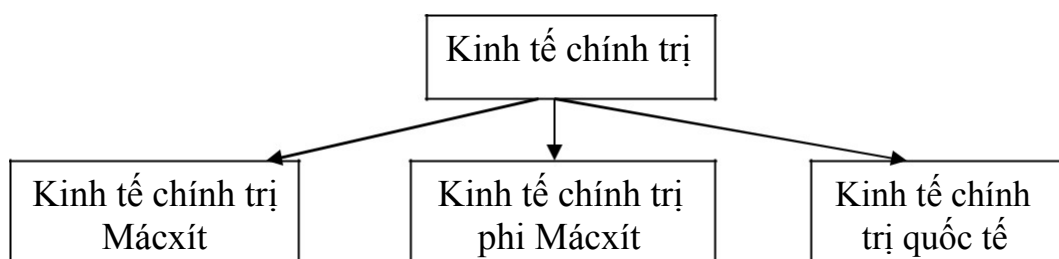 Kinh tế chính trị
Kinh tế chính trị
Mácxít
Kinh tế chính trị
phi Mácxít
Kinh tế chính
trị quốc tế